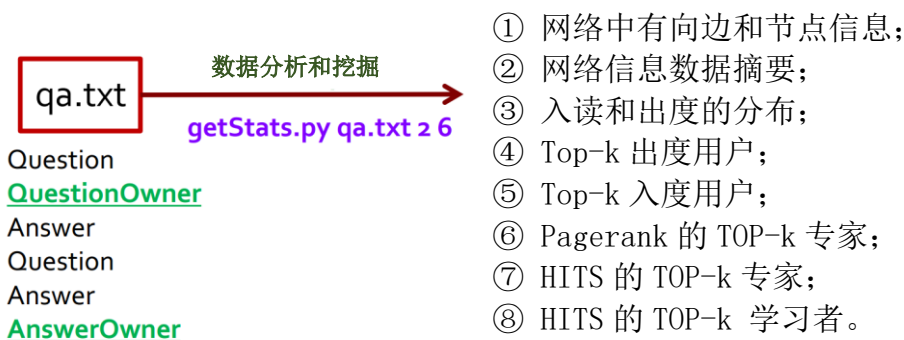 qa.txt
数据分析和挖掘
getStats.py qa.txt 2 6
Question
QuestionOwner
Answer
Question
Answer
AnswerOwner
① 网络中有向边和节点信息；
② 网络信息数据摘要；
③ 入读和出度的分布；
④ Top-k 出度用户；
⑤ Top-k 入度用户；
⑥ Pagerank 的 TOP-k 专家；
⑦ HITS 的 TOP-k 专家；
⑧ HITS 的 TOP-k 学习者。